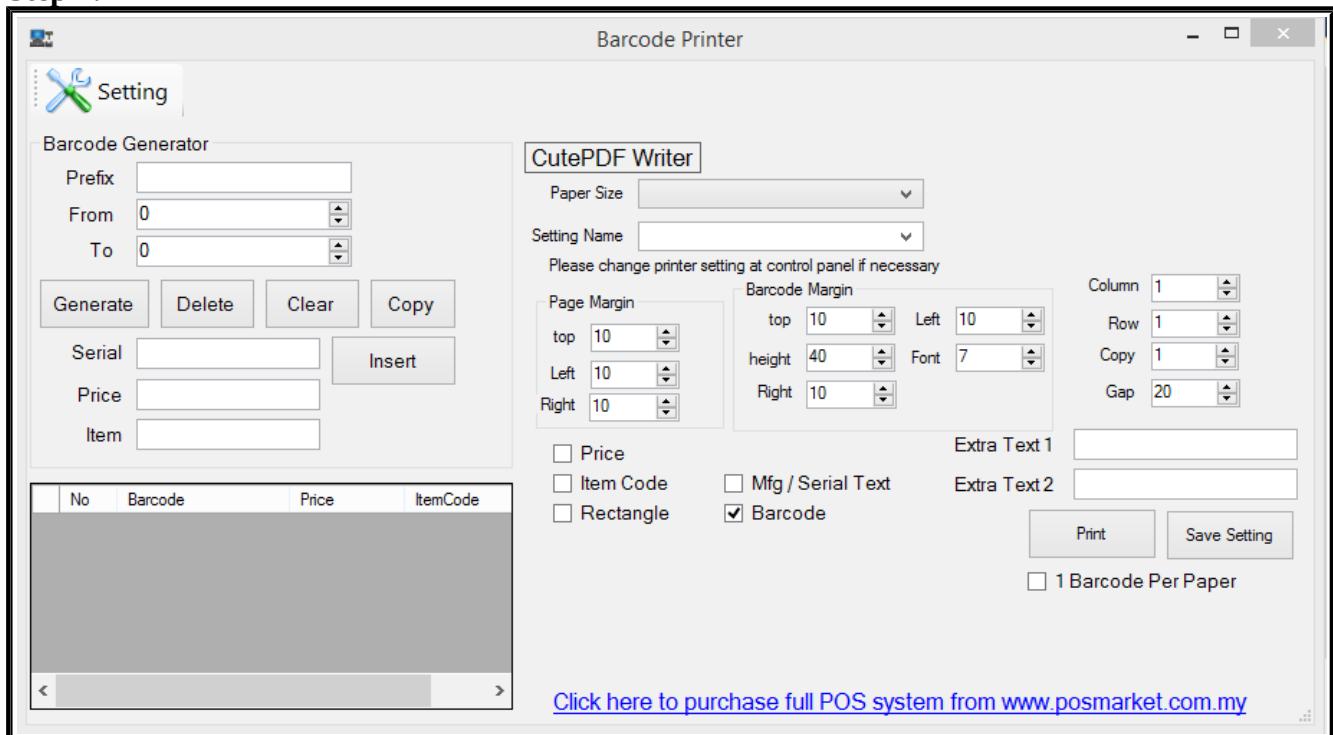 Barcode Printer
Setting
Barcode Generator
Prefix
From 0
To 0
Generate Delete Clear Copy
Serial
Insert
Price
Item
No Barcode Price ItemCode
CutePDF Writer
Paper Size
Setting Name
Please change printer setting at control panel if necessary
Page Margin
top 10
Left 10
Right 10
Barcode Margin
top 10 Left 10
height 40 Font 7
Right 10
Column 1
Row 1
Copy 1
Gap 20
Price
Item Code Mfg / Serial Text
Rectangle Barcode
Extra Text 1
Extra Text 2
Print Save Setting
1 Barcode Per Paper
Click here to purchase full POS system from www.posmarket.com.my